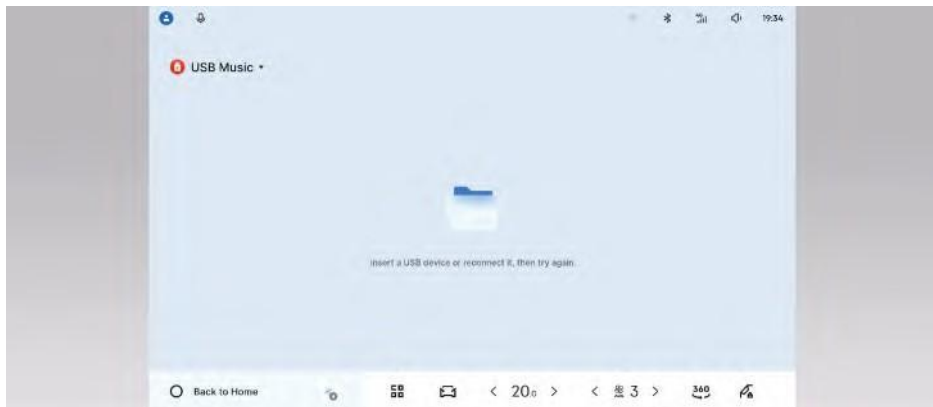 19:34
USB Music
Insert a USB device or reconnect it, then try again.
Back to Home
20.0
3
360